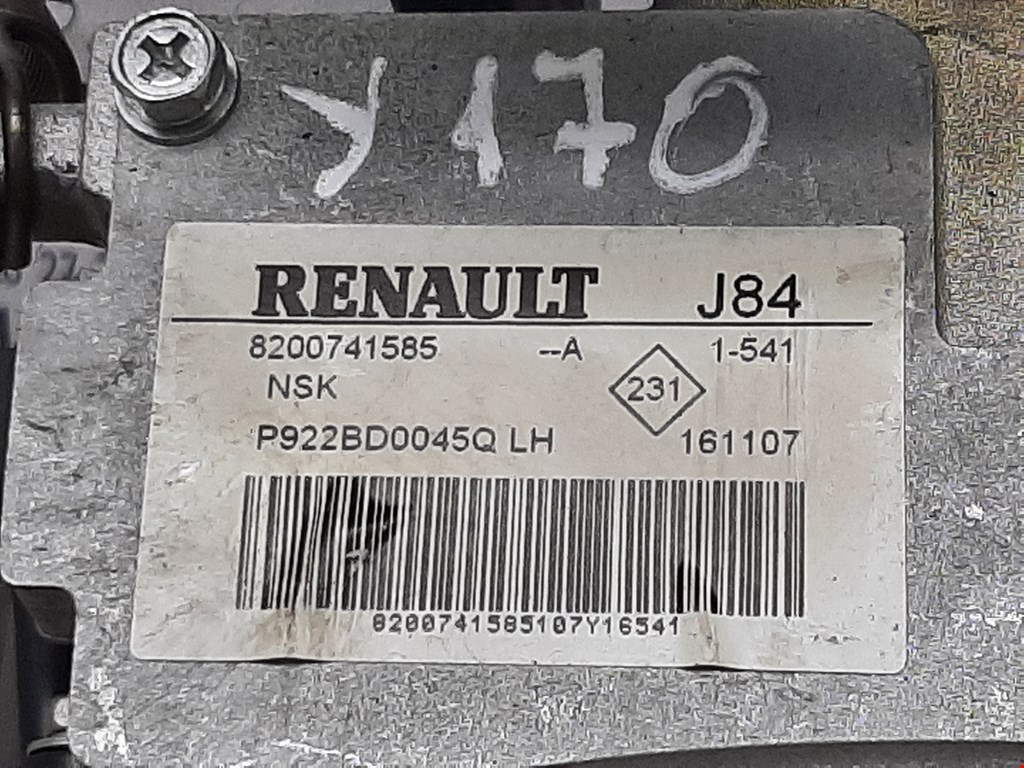 Y170
RENAULT J84
8200741585 --A 1-541
NSK 231
P922BD0045Q LH 161107
8200741585107Y16541